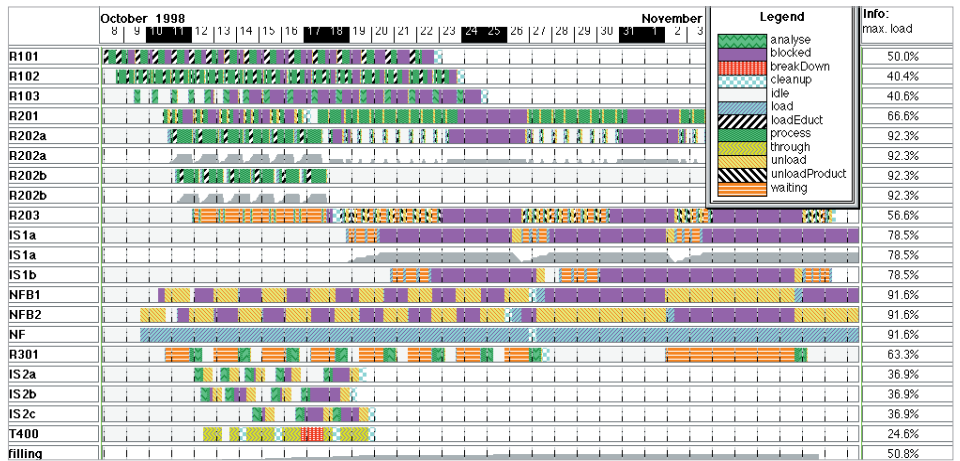 October 1998 November Legend Info:
8 9 10 11 12 13 14 15 16 17 18 19 20 21 22 23 24 25 26 27 28 29 30 31 1 2 3 max. load
analyse
blocked
breakDown
cleanup
idle
load
loadEduct
process
through
unload
unloadProduct
waiting
R101 50.0%
R102 40.4%
R103 40.6%
R201 66.6%
R202a 92.3%
R202a 92.3%
R202b 92.3%
R202b 92.3%
R203 56.6%
IS1a 78.5%
IS1a 78.5%
IS1b 78.5%
NFB1 91.6%
NFB2 91.6%
NF 91.6%
R301 63.3%
IS2a 36.9%
IS2b 36.9%
IS2c 36.9%
T400 24.6%
filling 50.8%